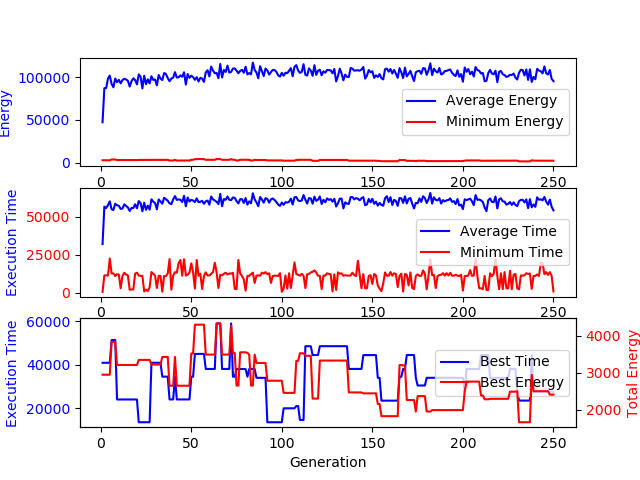 Energy
100000
50000
0
Average Energy
Minimum Energy
0 50 100 150 200 250
Execution Time
50000
25000
0
Average Time
Minimum Time
0 50 100 150 200 250
Execution Time
60000
40000
20000
Best Time
Best Energy
4000
3000
2000
Total Energy
0 50 100 150 200 250
Generation